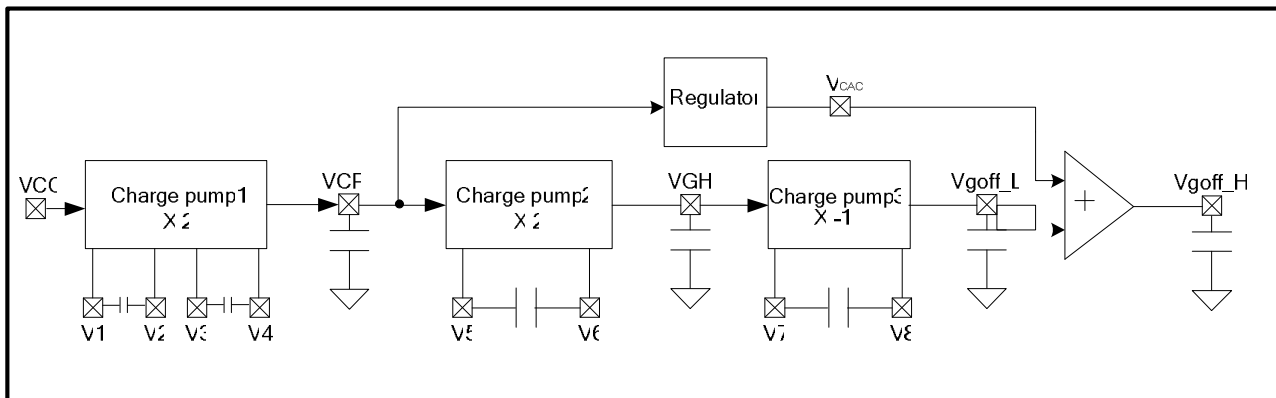 Regulator
VCAC
VCC
Charge pump1
X 2
VCP
Charge pump2
X 2
VGH
Charge pump3
X -1
Vgoff_L
+
Vgoff_H
V1
V2
V3
V4
V5
V6
V7
V8